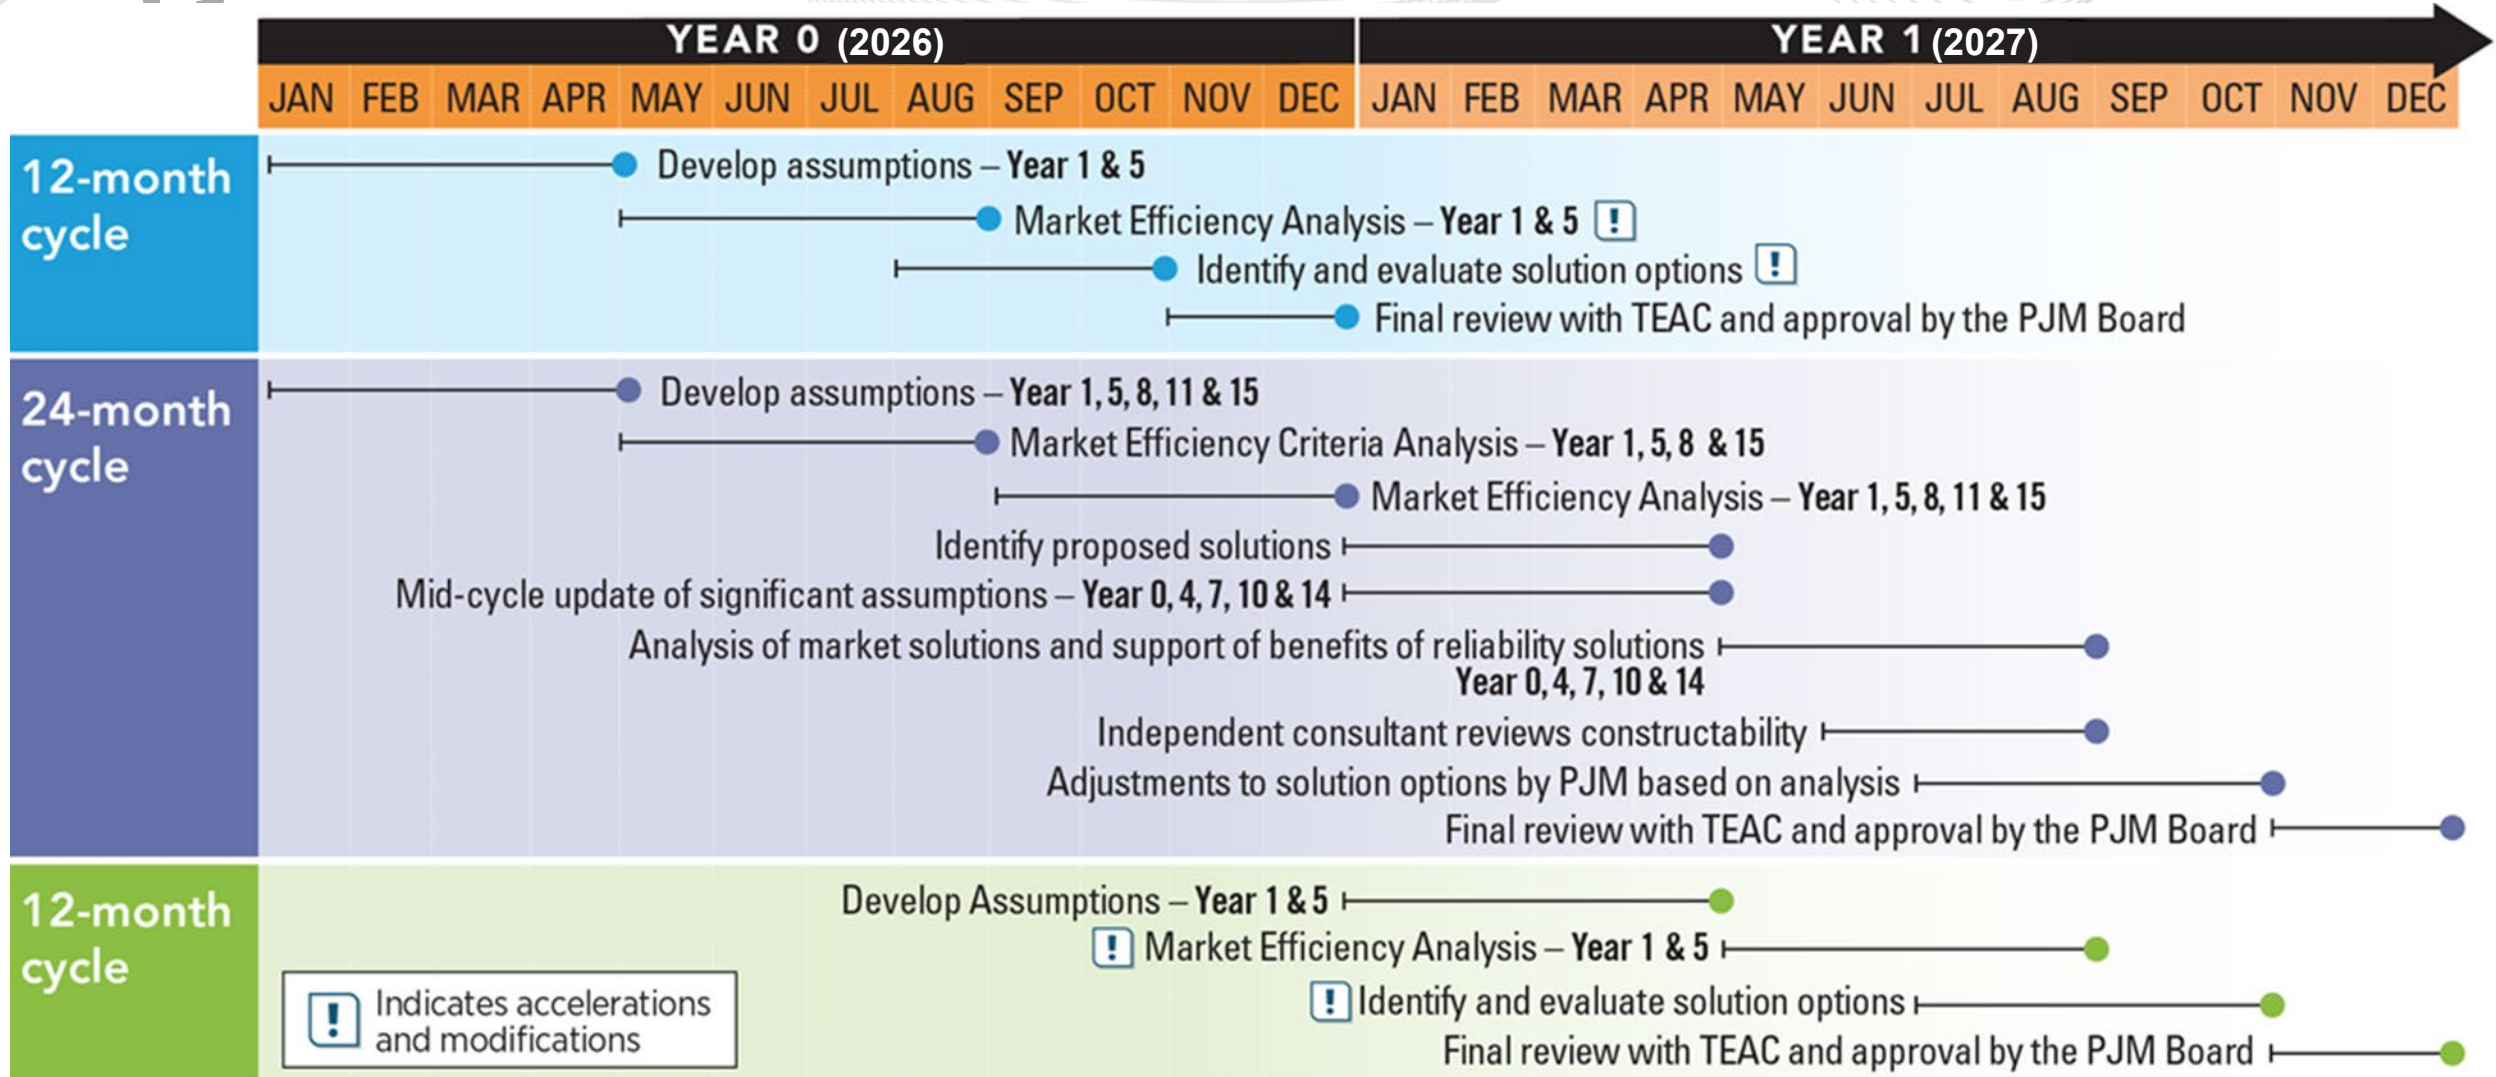 YEAR 0 (2026)
YEAR 1 (2027)
JAN FEB MAR APR MAY JUN JUL AUG SEP OCT NOV DEC JAN FEB MAR APR MAY JUN JUL AUG SEP OCT NOV DEC
12-month
cycle
Develop assumptions – Year 1 & 5
Market Efficiency Analysis – Year 1 & 5 !
Identify and evaluate solution options !
Final review with TEAC and approval by the PJM Board
24-month
cycle
Develop assumptions – Year 1, 5, 8, 11 & 15
Market Efficiency Criteria Analysis – Year 1, 5, 8 & 15
Market Efficiency Analysis – Year 1, 5, 8, 11 & 15
Identify proposed solutions
Mid-cycle update of significant assumptions – Year 0, 4, 7, 10 & 14
Analysis of market solutions and support of benefits of reliability solutions
Year 0, 4, 7, 10 & 14
Independent consultant reviews constructability
Adjustments to solution options by PJM based on analysis
Final review with TEAC and approval by the PJM Board
12-month
cycle
Develop Assumptions – Year 1 & 5
! Market Efficiency Analysis – Year 1 & 5
! Identify and evaluate solution options
Final review with TEAC and approval by the PJM Board
! Indicates accelerations
and modifications